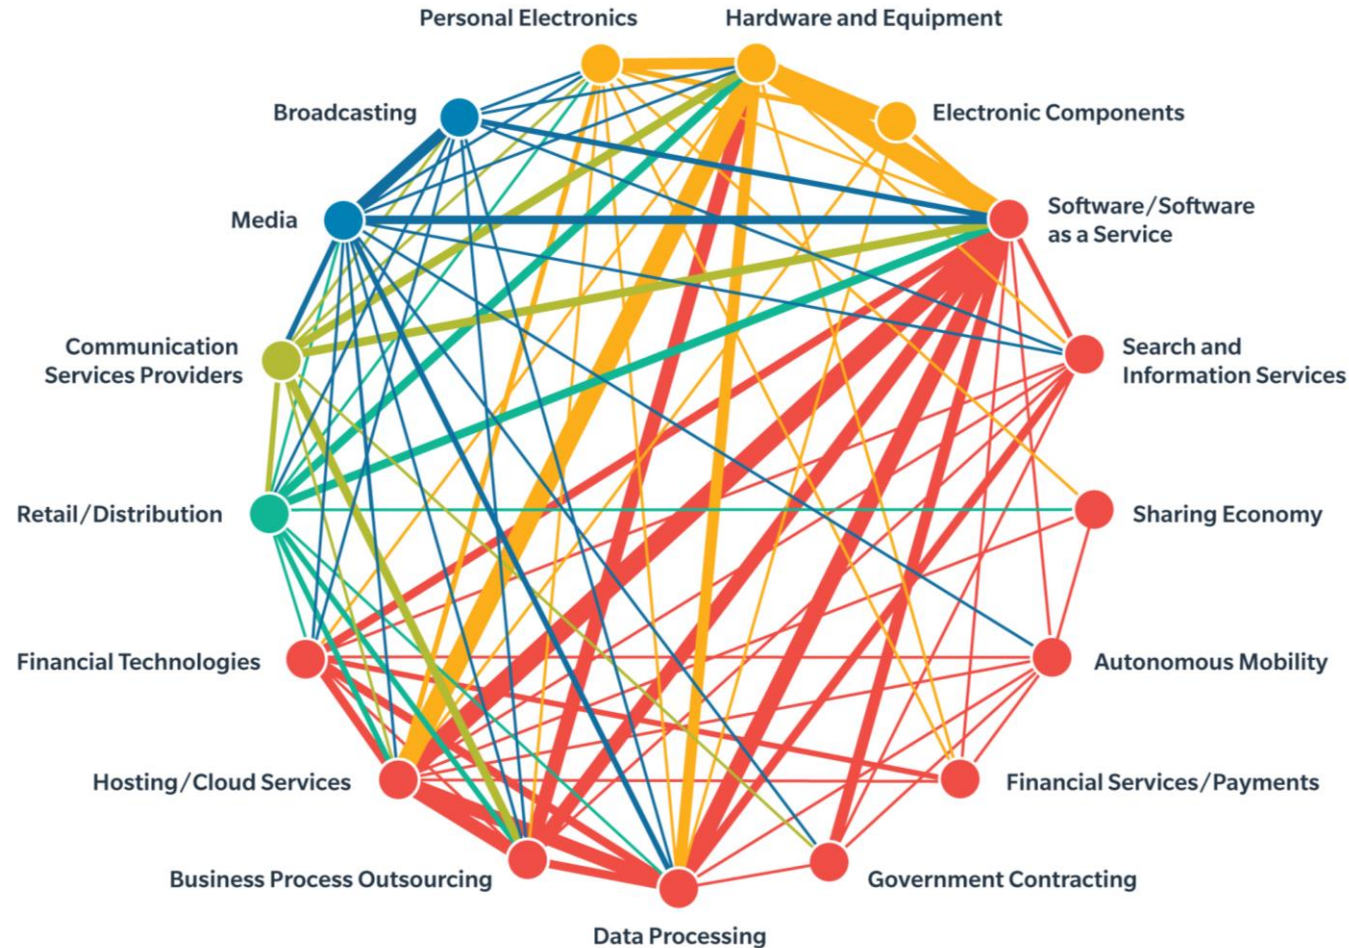 Personal Electronics
Hardware and Equipment
Broadcasting
Electronic Components
Media
Software/Software
as a Service
Communication
Services Providers
Search and
Information Services
Retail/Distribution
Sharing Economy
Financial Technologies
Autonomous Mobility
Hosting/Cloud Services
Financial Services/Payments
Business Process Outsourcing
Government Contracting
Data Processing